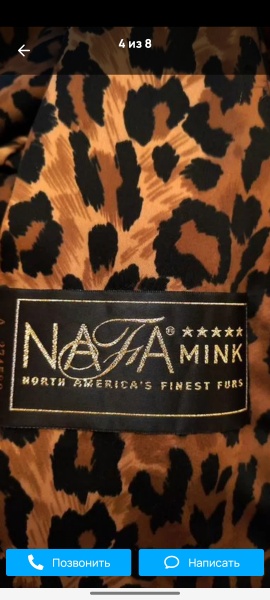 4 из 8
NAFA® ★★★★★
MINK
NORTH AMERICA'S FINEST FURS
Позвонить
Написать